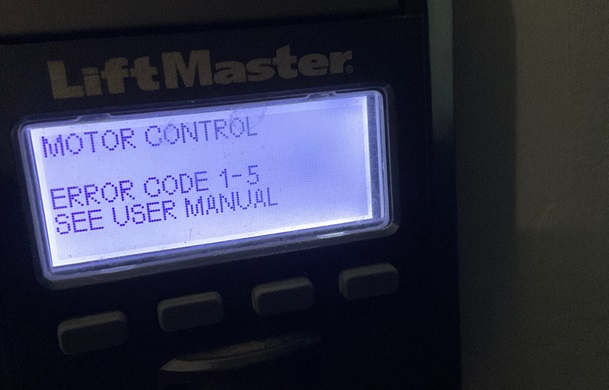 LiftMaster
MOTOR CONTROL
ERROR CODE 1-5
SEE USER MANUAL